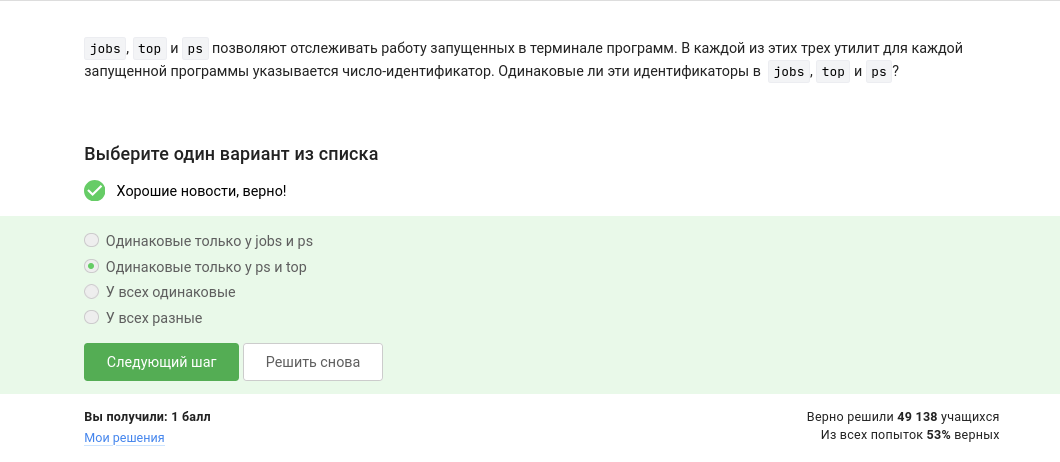 jobs, top и ps позволяют отслеживать работу запущенных в терминале программ. В каждой из этих трех утилит для каждой
запущенной программы указывается число-идентификатор. Одинаковые ли эти идентификаторы в jobs, top и ps?
Выберите один вариант из списка
Хорошие новости, верно!
Одинаковые только у jobs и ps
Одинаковые только у ps и top
У всех одинаковые
У всех разные
Следующий шаг Решить снова
Вы получили: 1 балл Верно решили 49 138 учащихся
Мои решения Из всех попыток 53% верных